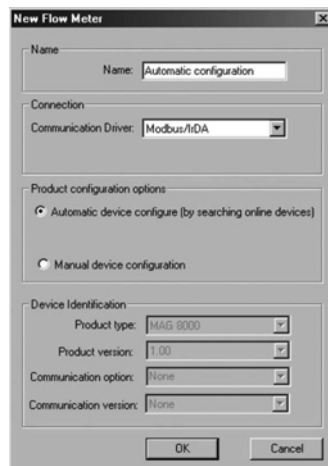 New Flow Meter
Name
Name: Automatic configuration
Connection
Communication Driver: Modbus/IrDA
Product configuration options
Automatic device configure (by searching online devices)
Manual device configuration
Device Identification
Product type: MAG 8000
Product version: 1.00
Communication option: None
Communication version: None
OK Cancel